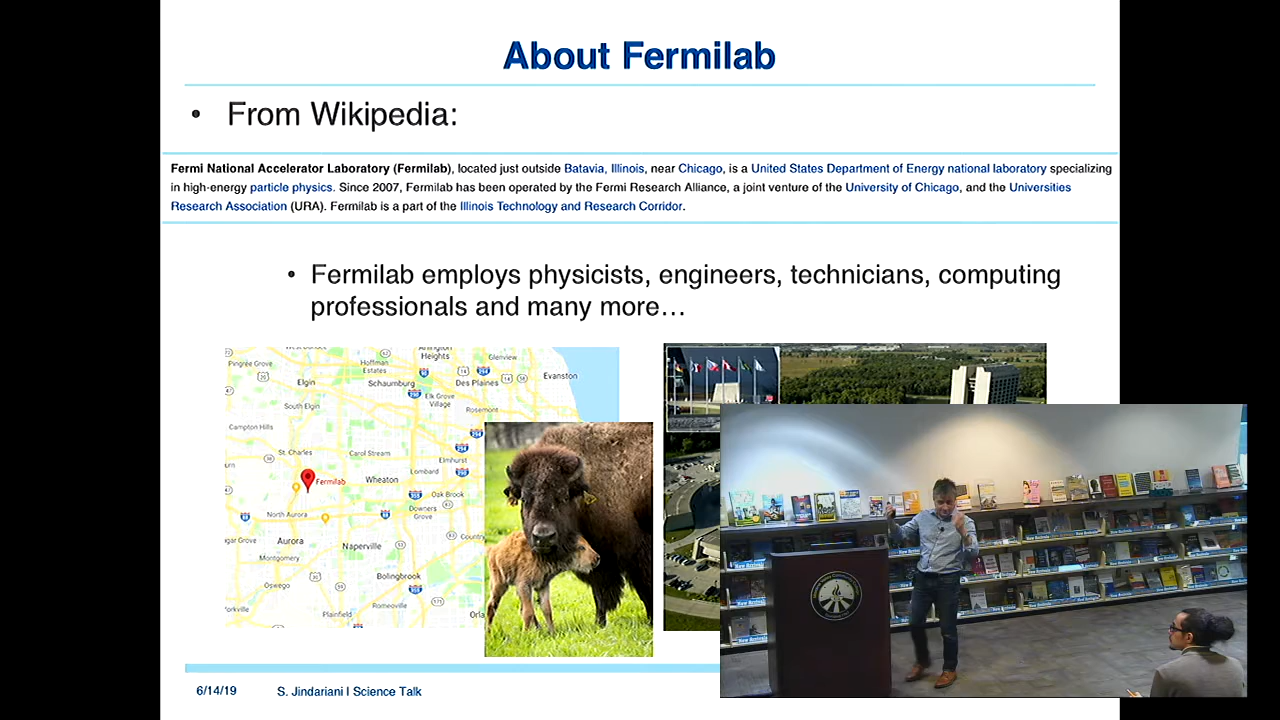 About Fermilab
• From Wikipedia:
Fermi National Accelerator Laboratory (Fermilab), located just outside Batavia, Illinois, near Chicago, is a United States Department of Energy national laboratory specializing
in high-energy particle physics. Since 2007, Fermilab has been operated by the Fermi Research Alliance, a joint venture of the University of Chicago, and the Universities
Research Association (URA). Fermilab is a part of the Illinois Technology and Research Corridor.
• Fermilab employs physicists, engineers, technicians, computing
professionals and many more…
Heights
Glenview
Pingree Grove
Hoffman
Estates
Elgin
Schaumburg
Des Plaines
Evanston
Elk Grove
Village
South Elgin
Rosemont
Campton Hills
St. Charles
Carol Stream
Elmhurst
Lombard
Fermilab
Wheaton
Oak Brook
Downers
Grove
North Aurora
Aurora
Naperville
Montgomery
Bolingbrook
Oswego
Romeoville
Plainfield
6/14/19
S. Jindariani | Science Talk